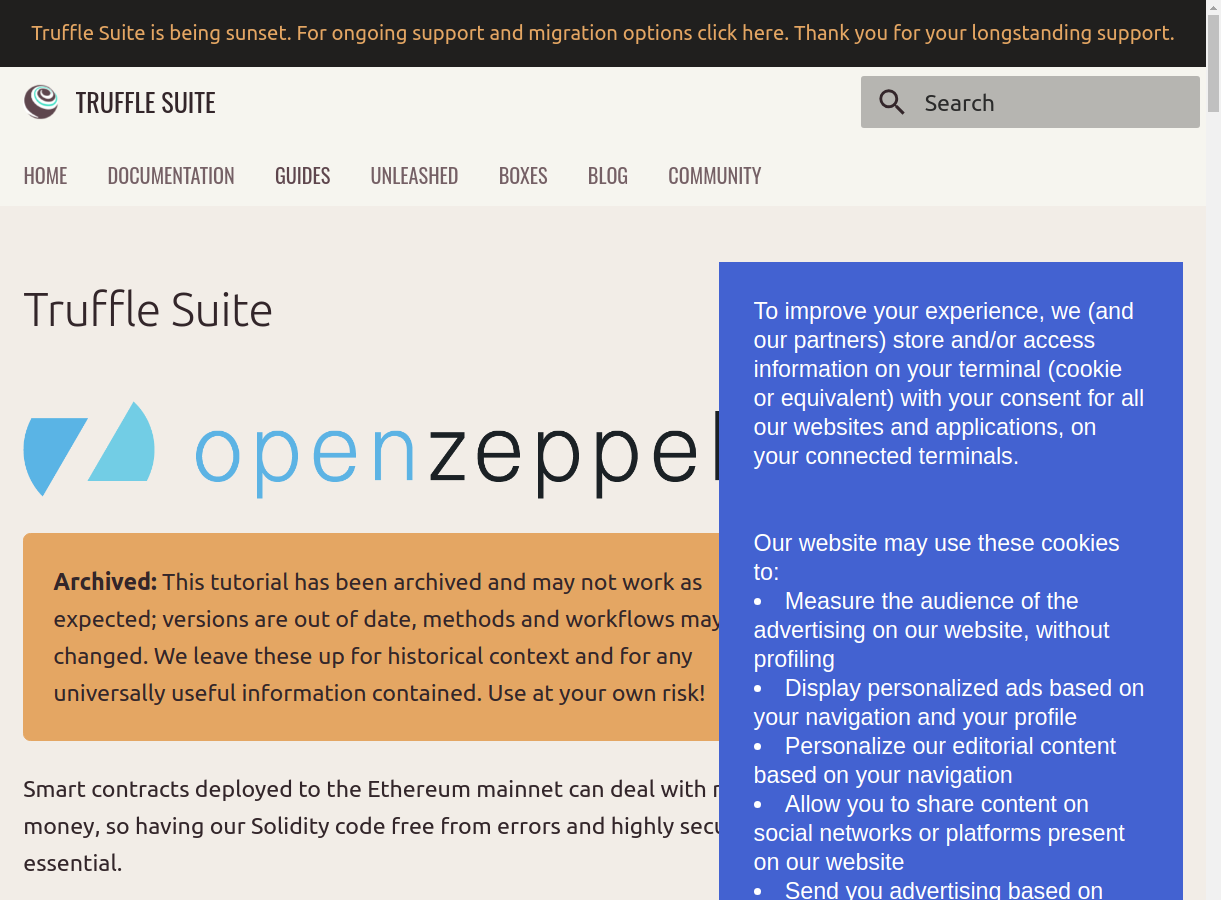 Truffle Suite is being sunset. For ongoing support and migration options click here. Thank you for your longstanding support.
TRUFFLE SUITE
Search
HOME
DOCUMENTATION
GUIDES
UNLEASHED
BOXES
BLOG
COMMUNITY
Truffle Suite
openzeppel
Archived: This tutorial has been archived and may not work as
expected; versions are out of date, methods and workflows may
changed. We leave these up for historical context and for any
universally useful information contained. Use at your own risk!
Smart contracts deployed to the Ethereum mainnet can deal with
money, so having our Solidity code free from errors and highly
essential.
To improve your experience, we (and
our partners) store and/or access
information on your terminal (cookie
or equivalent) with your consent for all
our websites and applications, on
your connected terminals.
Our website may use these cookies
to:
• Measure the audience of the
advertising on our website, without
profiling
• Display personalized ads based on
your navigation and your profile
• Personalize our editorial content
based on your navigation
• Allow you to share content on
social networks or platforms present
on our website
• Send you advertising based on